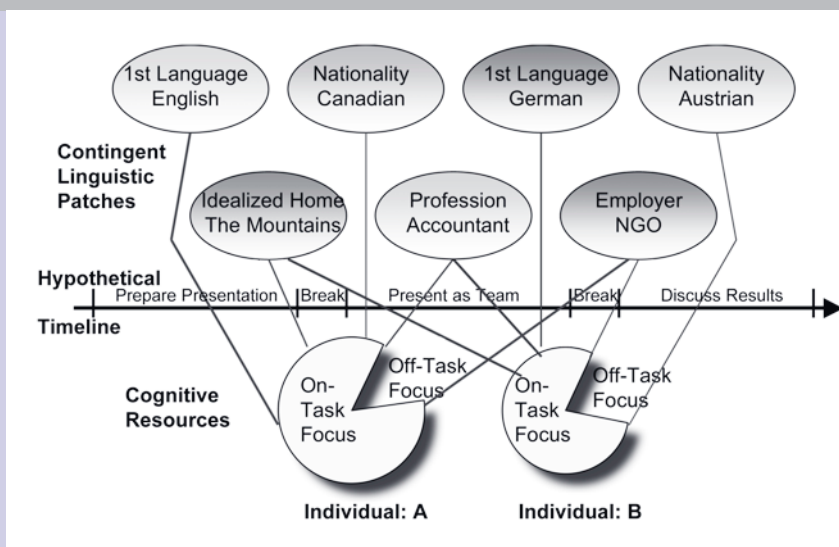 1st Language
English
Nationality
Canadian
1st Language
German
Nationality
Austrian
Contingent
Linguistic
Patches
Idealized Home
The Mountains
Profession
Accountant
Employer
NGO
Hypothetical
Timeline
Prepare Presentation
Break
Present as Team
Break
Discuss Results
Cognitive
Resources
On-
Task
Focus
Off-Task
Focus
On-
Task
Focus
Off-Task
Focus
Individual: A
Individual: B